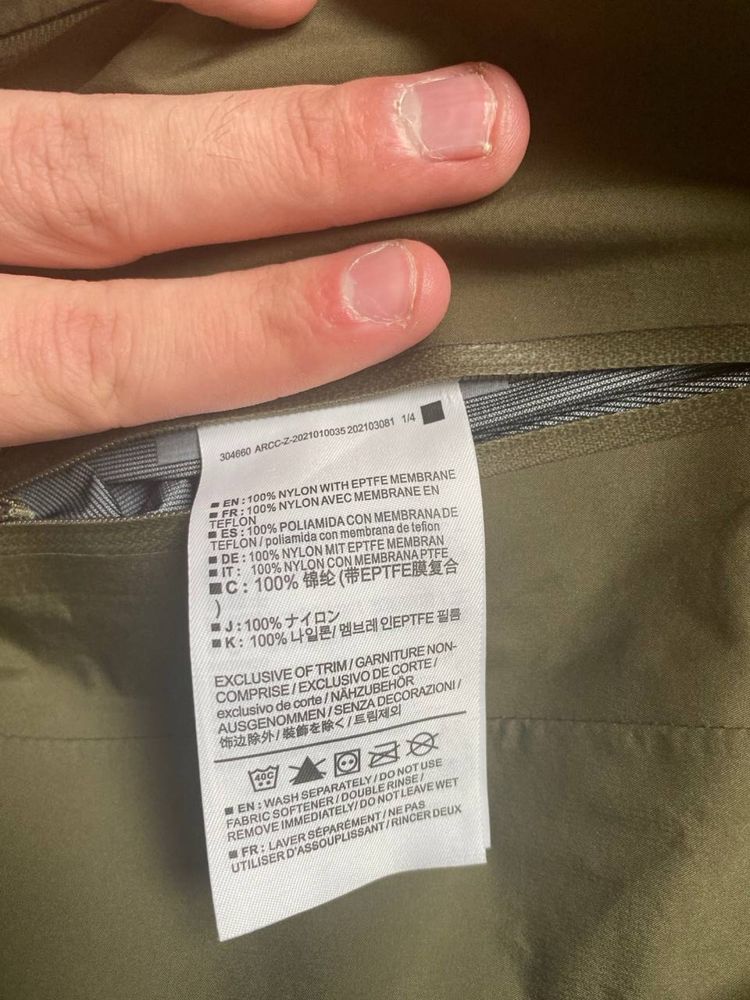 304660 ARCC-Z-2021010035 202103081 1/4
EN : 100% NYLON WITH EPTFE MEMBRANE
FR : 100% NYLON AVEC MEMBRANE EN
TEFLON
ES : 100% POLIAMIDA CON MEMBRANA DE
TEFLON / poliamida con membrana de teflon
DE : 100% NYLON MIT EPTFE MEMBRAN
IT : 100% NYLON CON MEMBRANA PTFE
C : 100% 锦纶 (带EPTFE膜复合
)
J : 100% ナイロン
K : 100% 나일론/ 멤브레인EPTFE 필름
EXCLUSIVE OF TRIM / GARNITURE NON-
COMPRISE / EXCLUSIVO DE CORTE /
exclusivo de corte / NÄHZUBEHÖR
AUSGENOMMEN / SENZA DECORAZIONI /
饰边除外 / 裝飾を除く / 트림제외
40C
EN : WASH SEPARATELY / DO NOT USE
FABRIC SOFTENER / DOUBLE RINSE /
REMOVE IMMEDIATELY / DO NOT LEAVE WET
FR : LAVER SÉPARÉMENT / NE PAS
UTILISER D'ASSOUPLISSANT / RINCER DEUX